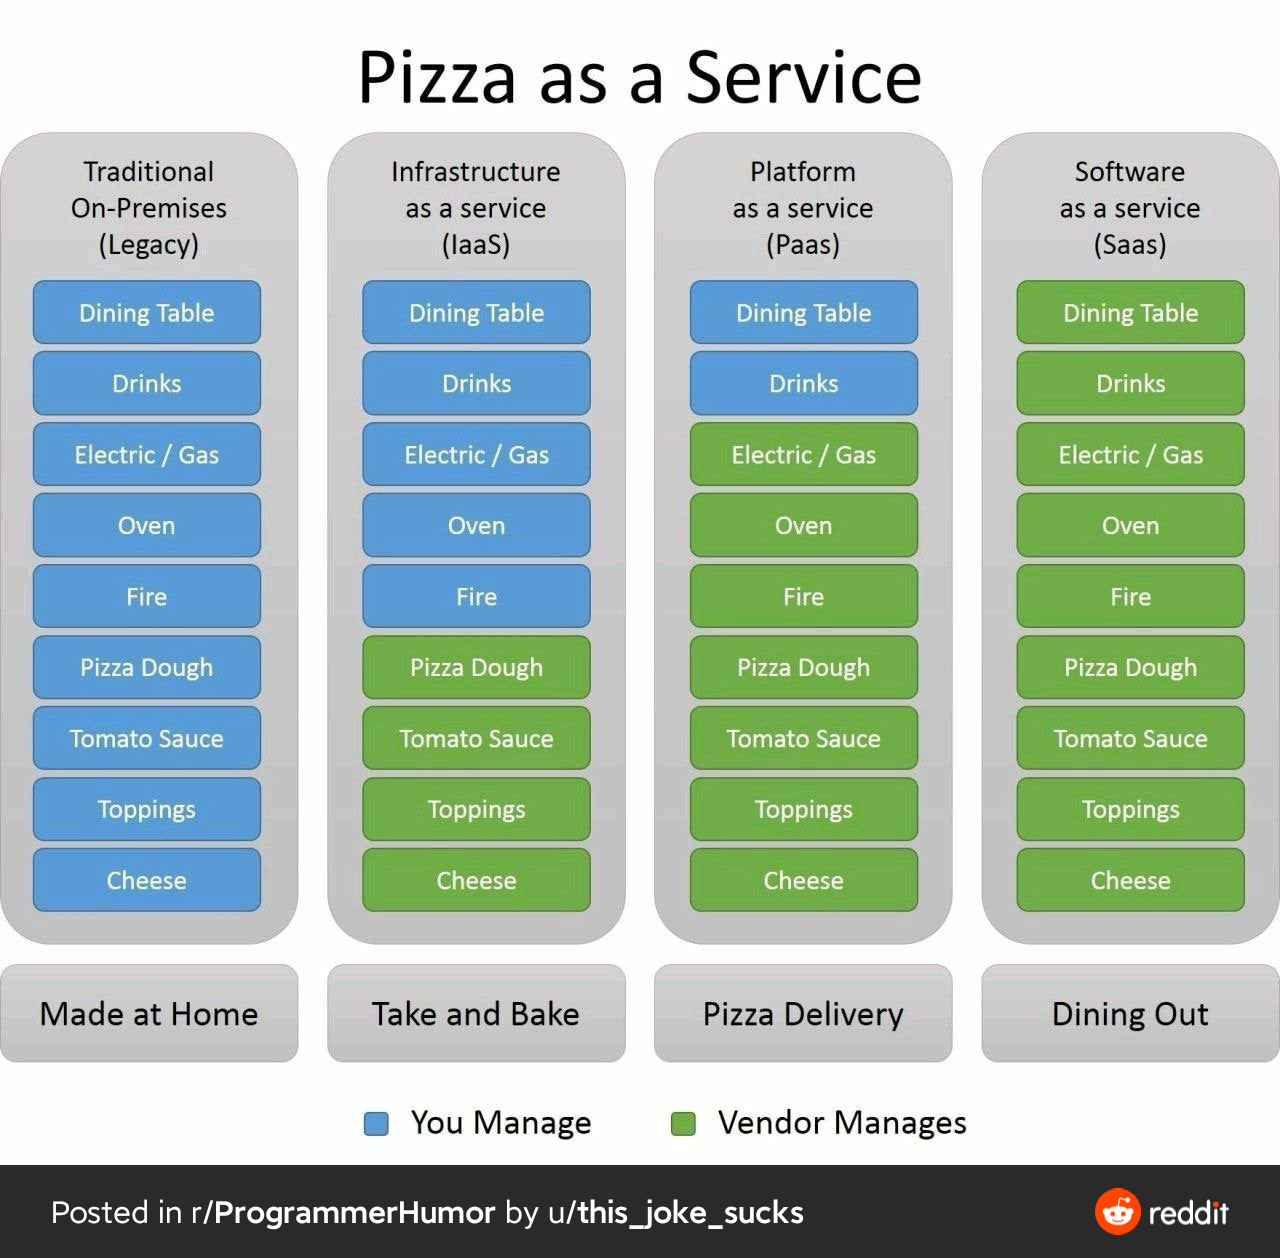 Pizza as a Service
Traditional
On-Premises
(Legacy)
Dining Table
Drinks
Electric / Gas
Oven
Fire
Pizza Dough
Tomato Sauce
Toppings
Cheese
Made at Home
Infrastructure
as a service
(IaaS)
Dining Table
Drinks
Electric / Gas
Oven
Fire
Pizza Dough
Tomato Sauce
Toppings
Cheese
Take and Bake
Platform
as a service
(Paas)
Dining Table
Drinks
Electric / Gas
Oven
Fire
Pizza Dough
Tomato Sauce
Toppings
Cheese
Pizza Delivery
Software
as a service
(Saas)
Dining Table
Drinks
Electric / Gas
Oven
Fire
Pizza Dough
Tomato Sauce
Toppings
Cheese
Dining Out
You Manage
Vendor Manages
Posted in r/ProgrammerHumor by u/this_joke_sucks
reddit